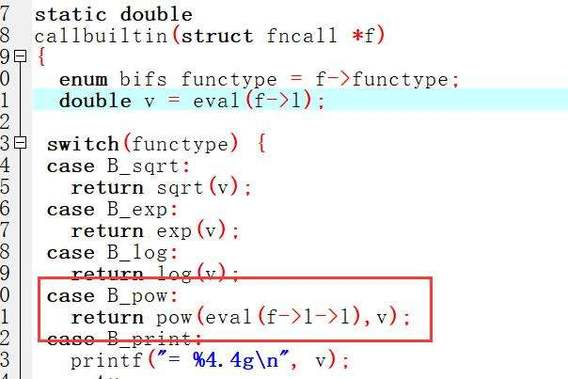 7 static double
8 callbuiltin(struct fncall *f)
9 {
0 enum bifs functype = f->functype;
1 double v = eval(f->l);
2
3 switch(functype) {
4 case B_sqrt:
5 return sqrt(v);
6 case B_exp:
7 return exp(v);
8 case B_log:
9 return log(v);
0 case B_pow:
1 return pow(eval(f->l->l),v);
2 case B_print:
3 printf("= %4.4g\n", v);